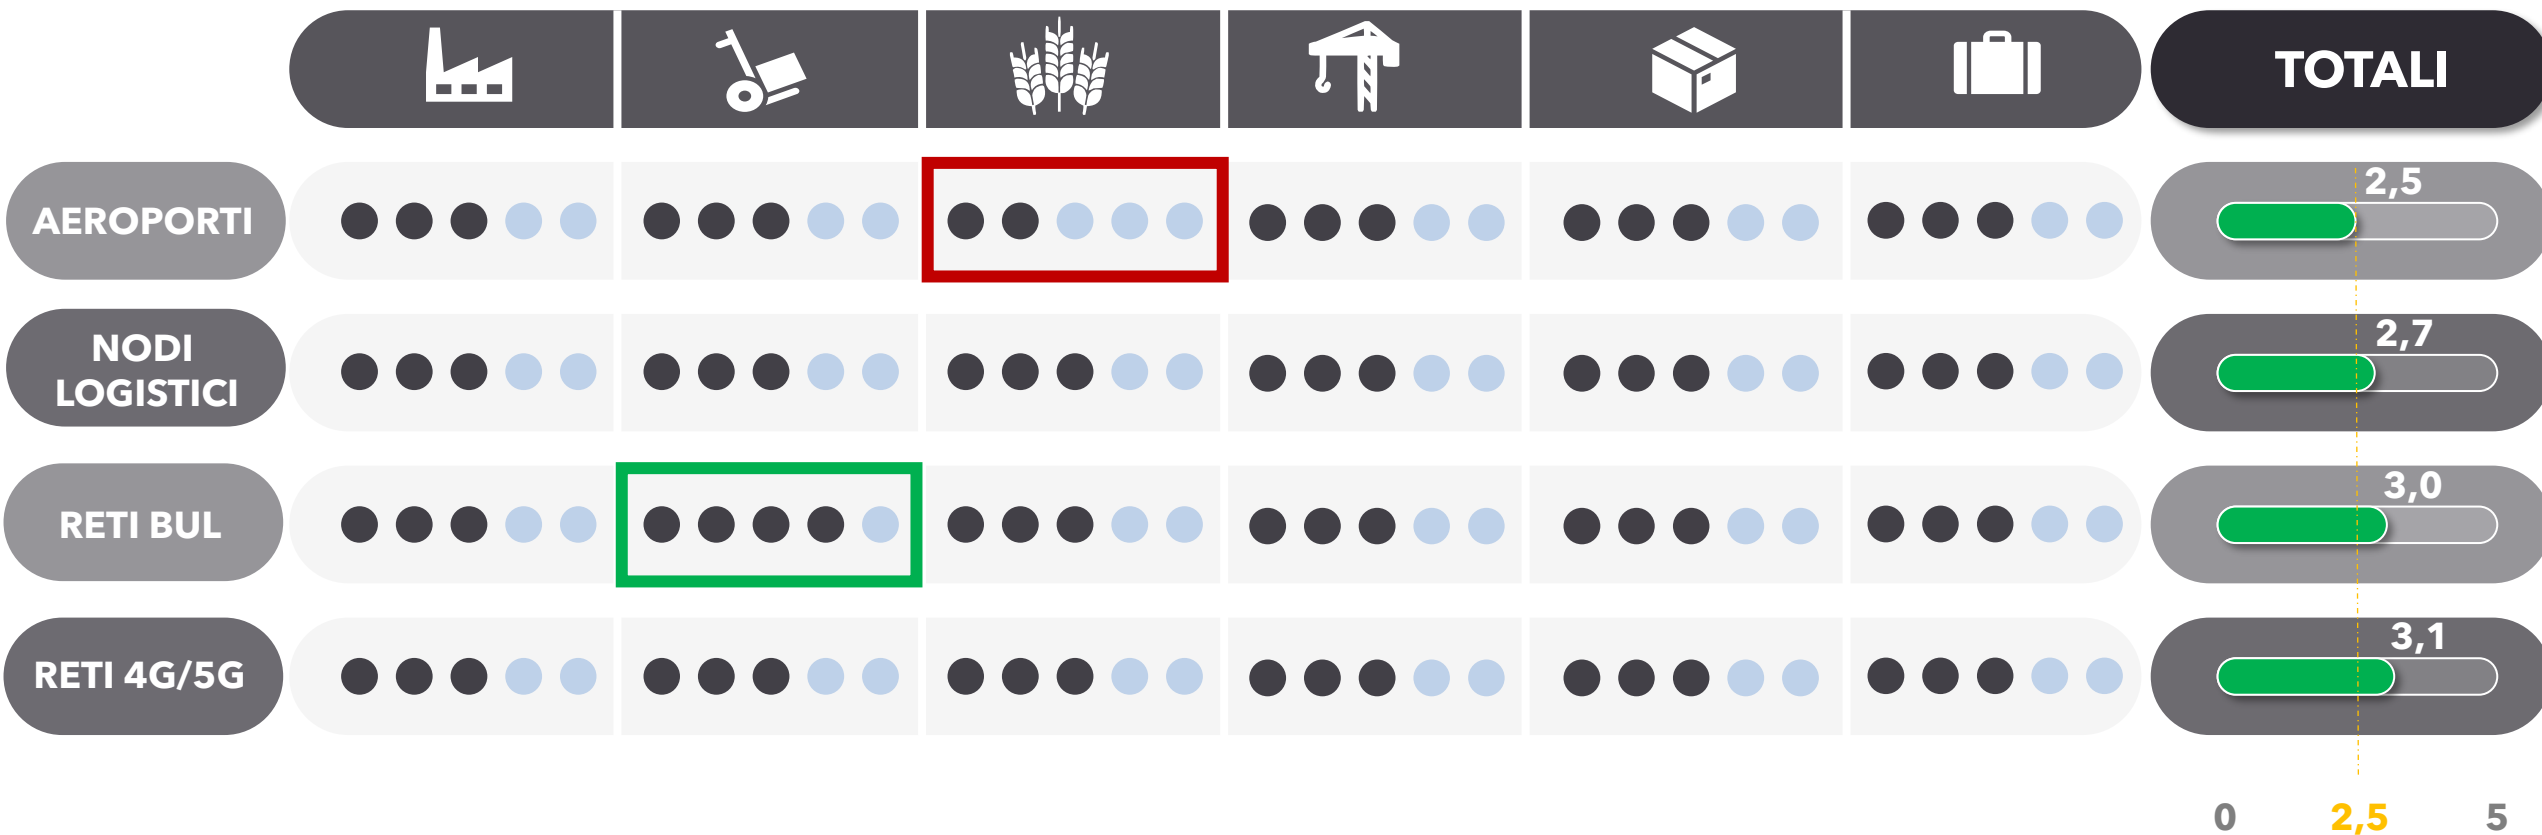 TOTALI
AEROPORTI
2,5
NODI
LOGISTICI
2,7
RETI BUL
3,0
RETI 4G/5G
3,1
0 2,5 5